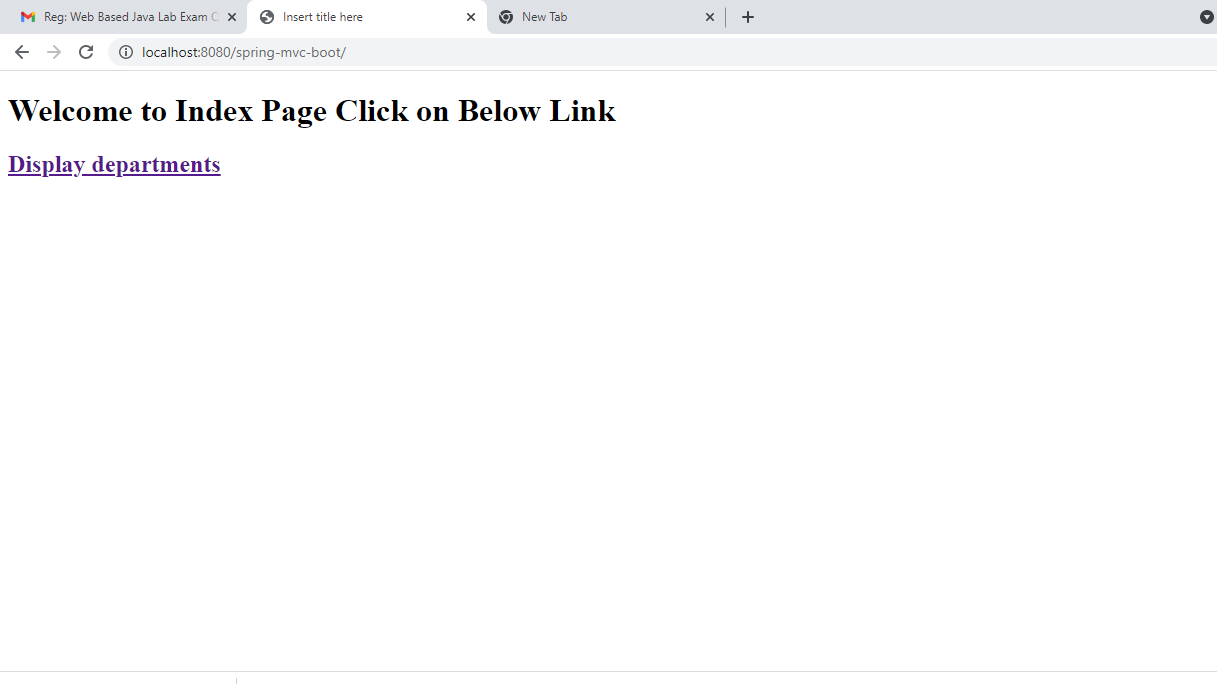 Reg: Web Based Java Lab Exam
Insert title here
New Tab
localhost:8080/spring-mvc-boot/
Welcome to Index Page Click on Below Link
Display departments